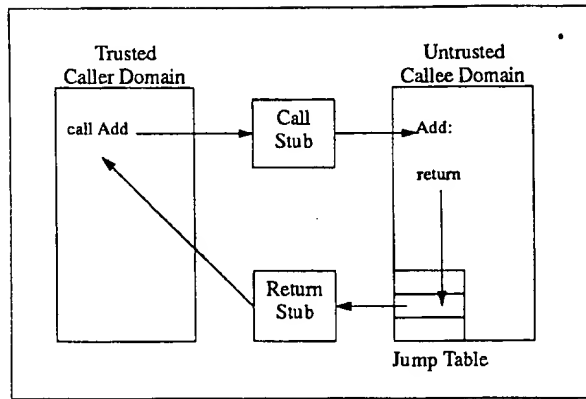 Trusted
Caller Domain
Untrusted
Callee Domain
call Add
Call
Stub
Add:
return
Return
Stub
Jump Table